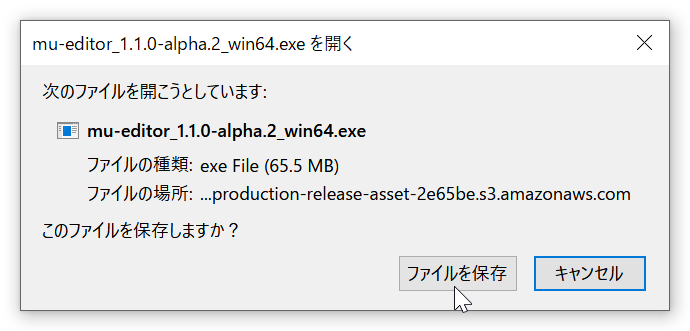 mu-editor_1.1.0-alpha.2_win64.exe を開く
次のファイルを開こうとしています:
mu-editor_1.1.0-alpha.2_win64.exe
ファイルの種類: exe File (65.5 MB)
ファイルの場所: ...production-release-asset-2e65be.s3.amazonaws.com
このファイルを保存しますか？
ファイルを保存 キャンセル